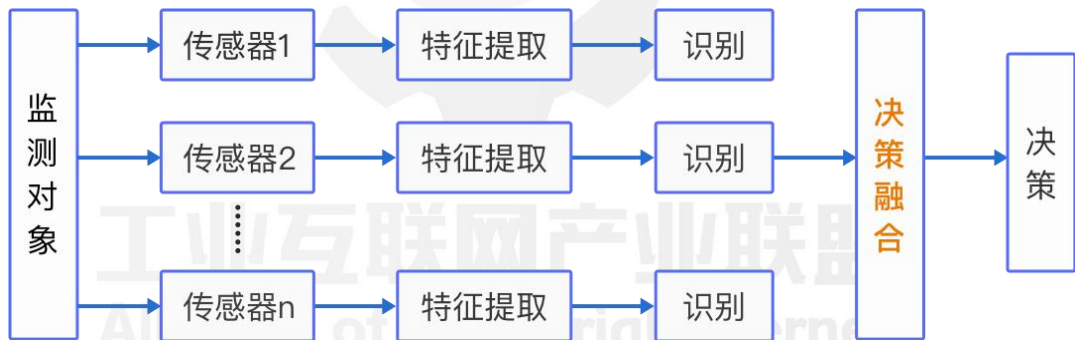 监测对象
传感器1
特征提取
识别
传感器2
特征提取
识别
传感器n
特征提取
识别
决策融合
决策
工业互联网产业联盟